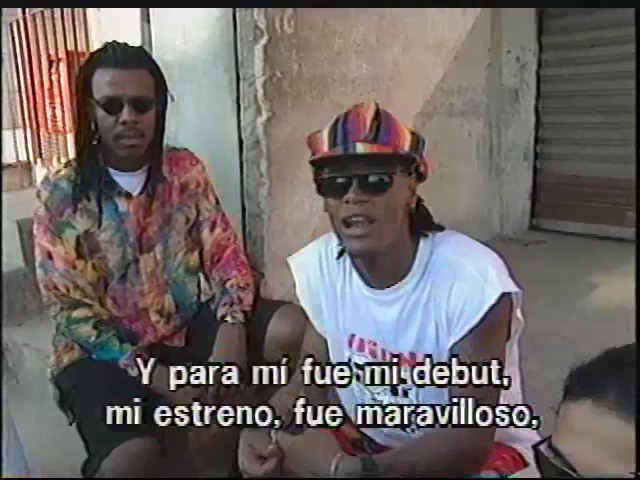 Y para mí fue mi debut,
mi estreno, fue maravilloso,